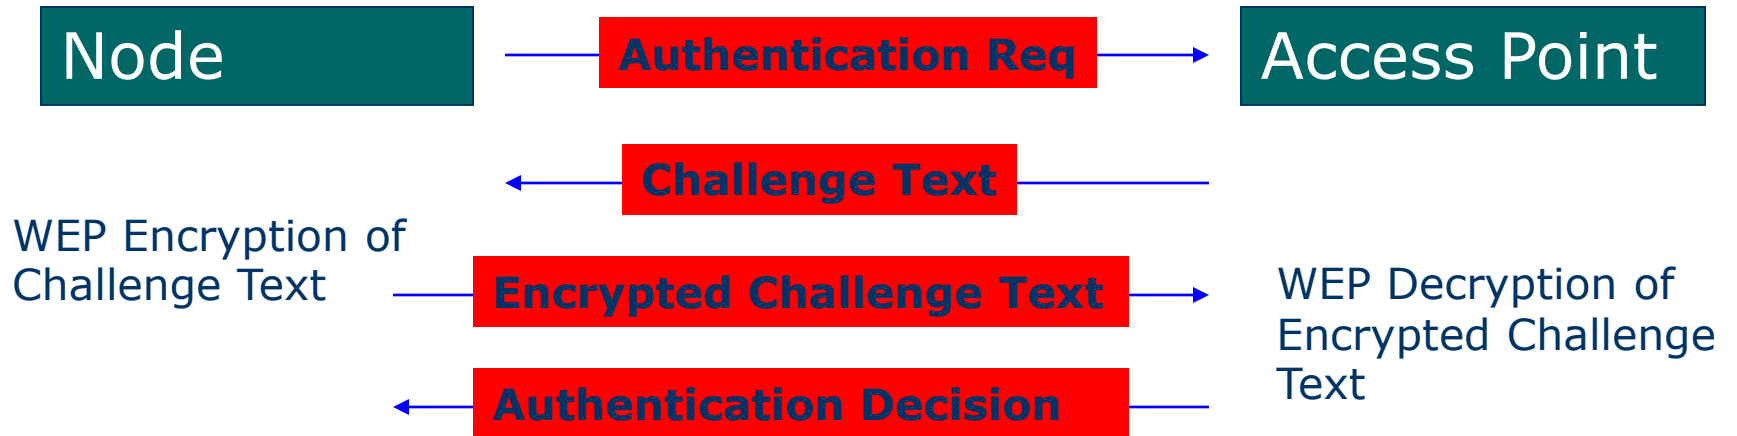 Node
Authentication Req
Access Point
Challenge Text
WEP Encryption of
Challenge Text
Encrypted Challenge Text
WEP Decryption of
Encrypted Challenge
Text
Authentication Decision